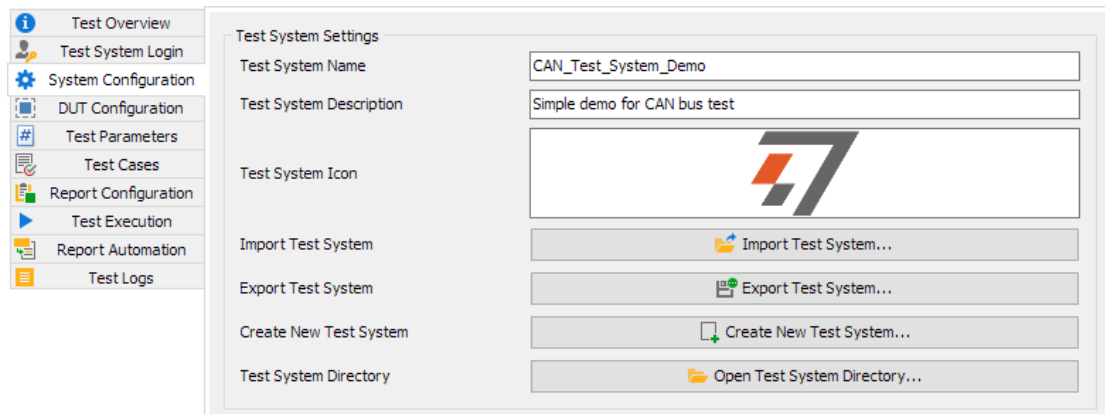 Test Overview
Test System Login
System Configuration
DUT Configuration
Test Parameters
Test Cases
Report Configuration
Test Execution
Report Automation
Test Logs
Test System Settings
Test System Name CAN_Test_System_Demo
Test System Description Simple demo for CAN bus test
Test System Icon
Import Test System Import Test System...
Export Test System Export Test System...
Create New Test System Create New Test System...
Test System Directory Open Test System Directory...